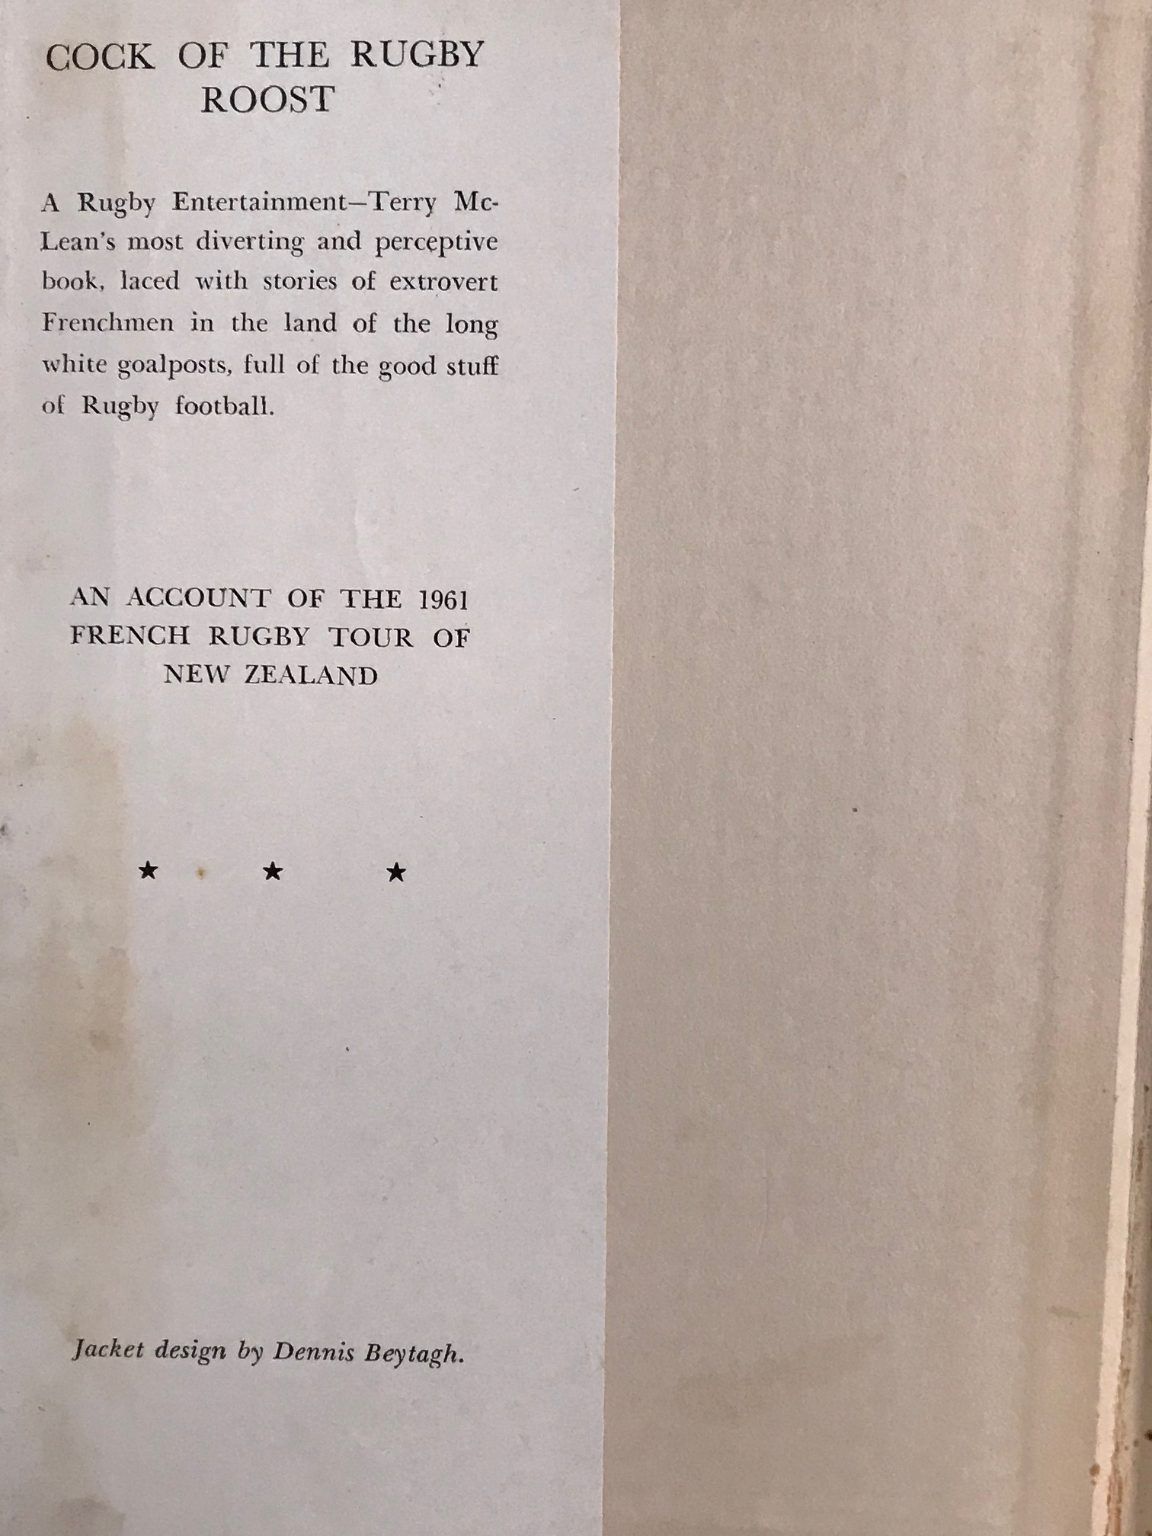 COCK OF THE RUGBY
ROOST
A Rugby Entertainment—Terry Mc-
Lean's most diverting and perceptive
book, laced with stories of extrovert
Frenchmen in the land of the long
white goalposts, full of the good stuff
of Rugby football.
AN ACCOUNT OF THE 1961
FRENCH RUGBY TOUR OF
NEW ZEALAND
★ ★ ★
Jacket design by Dennis Beytagh.